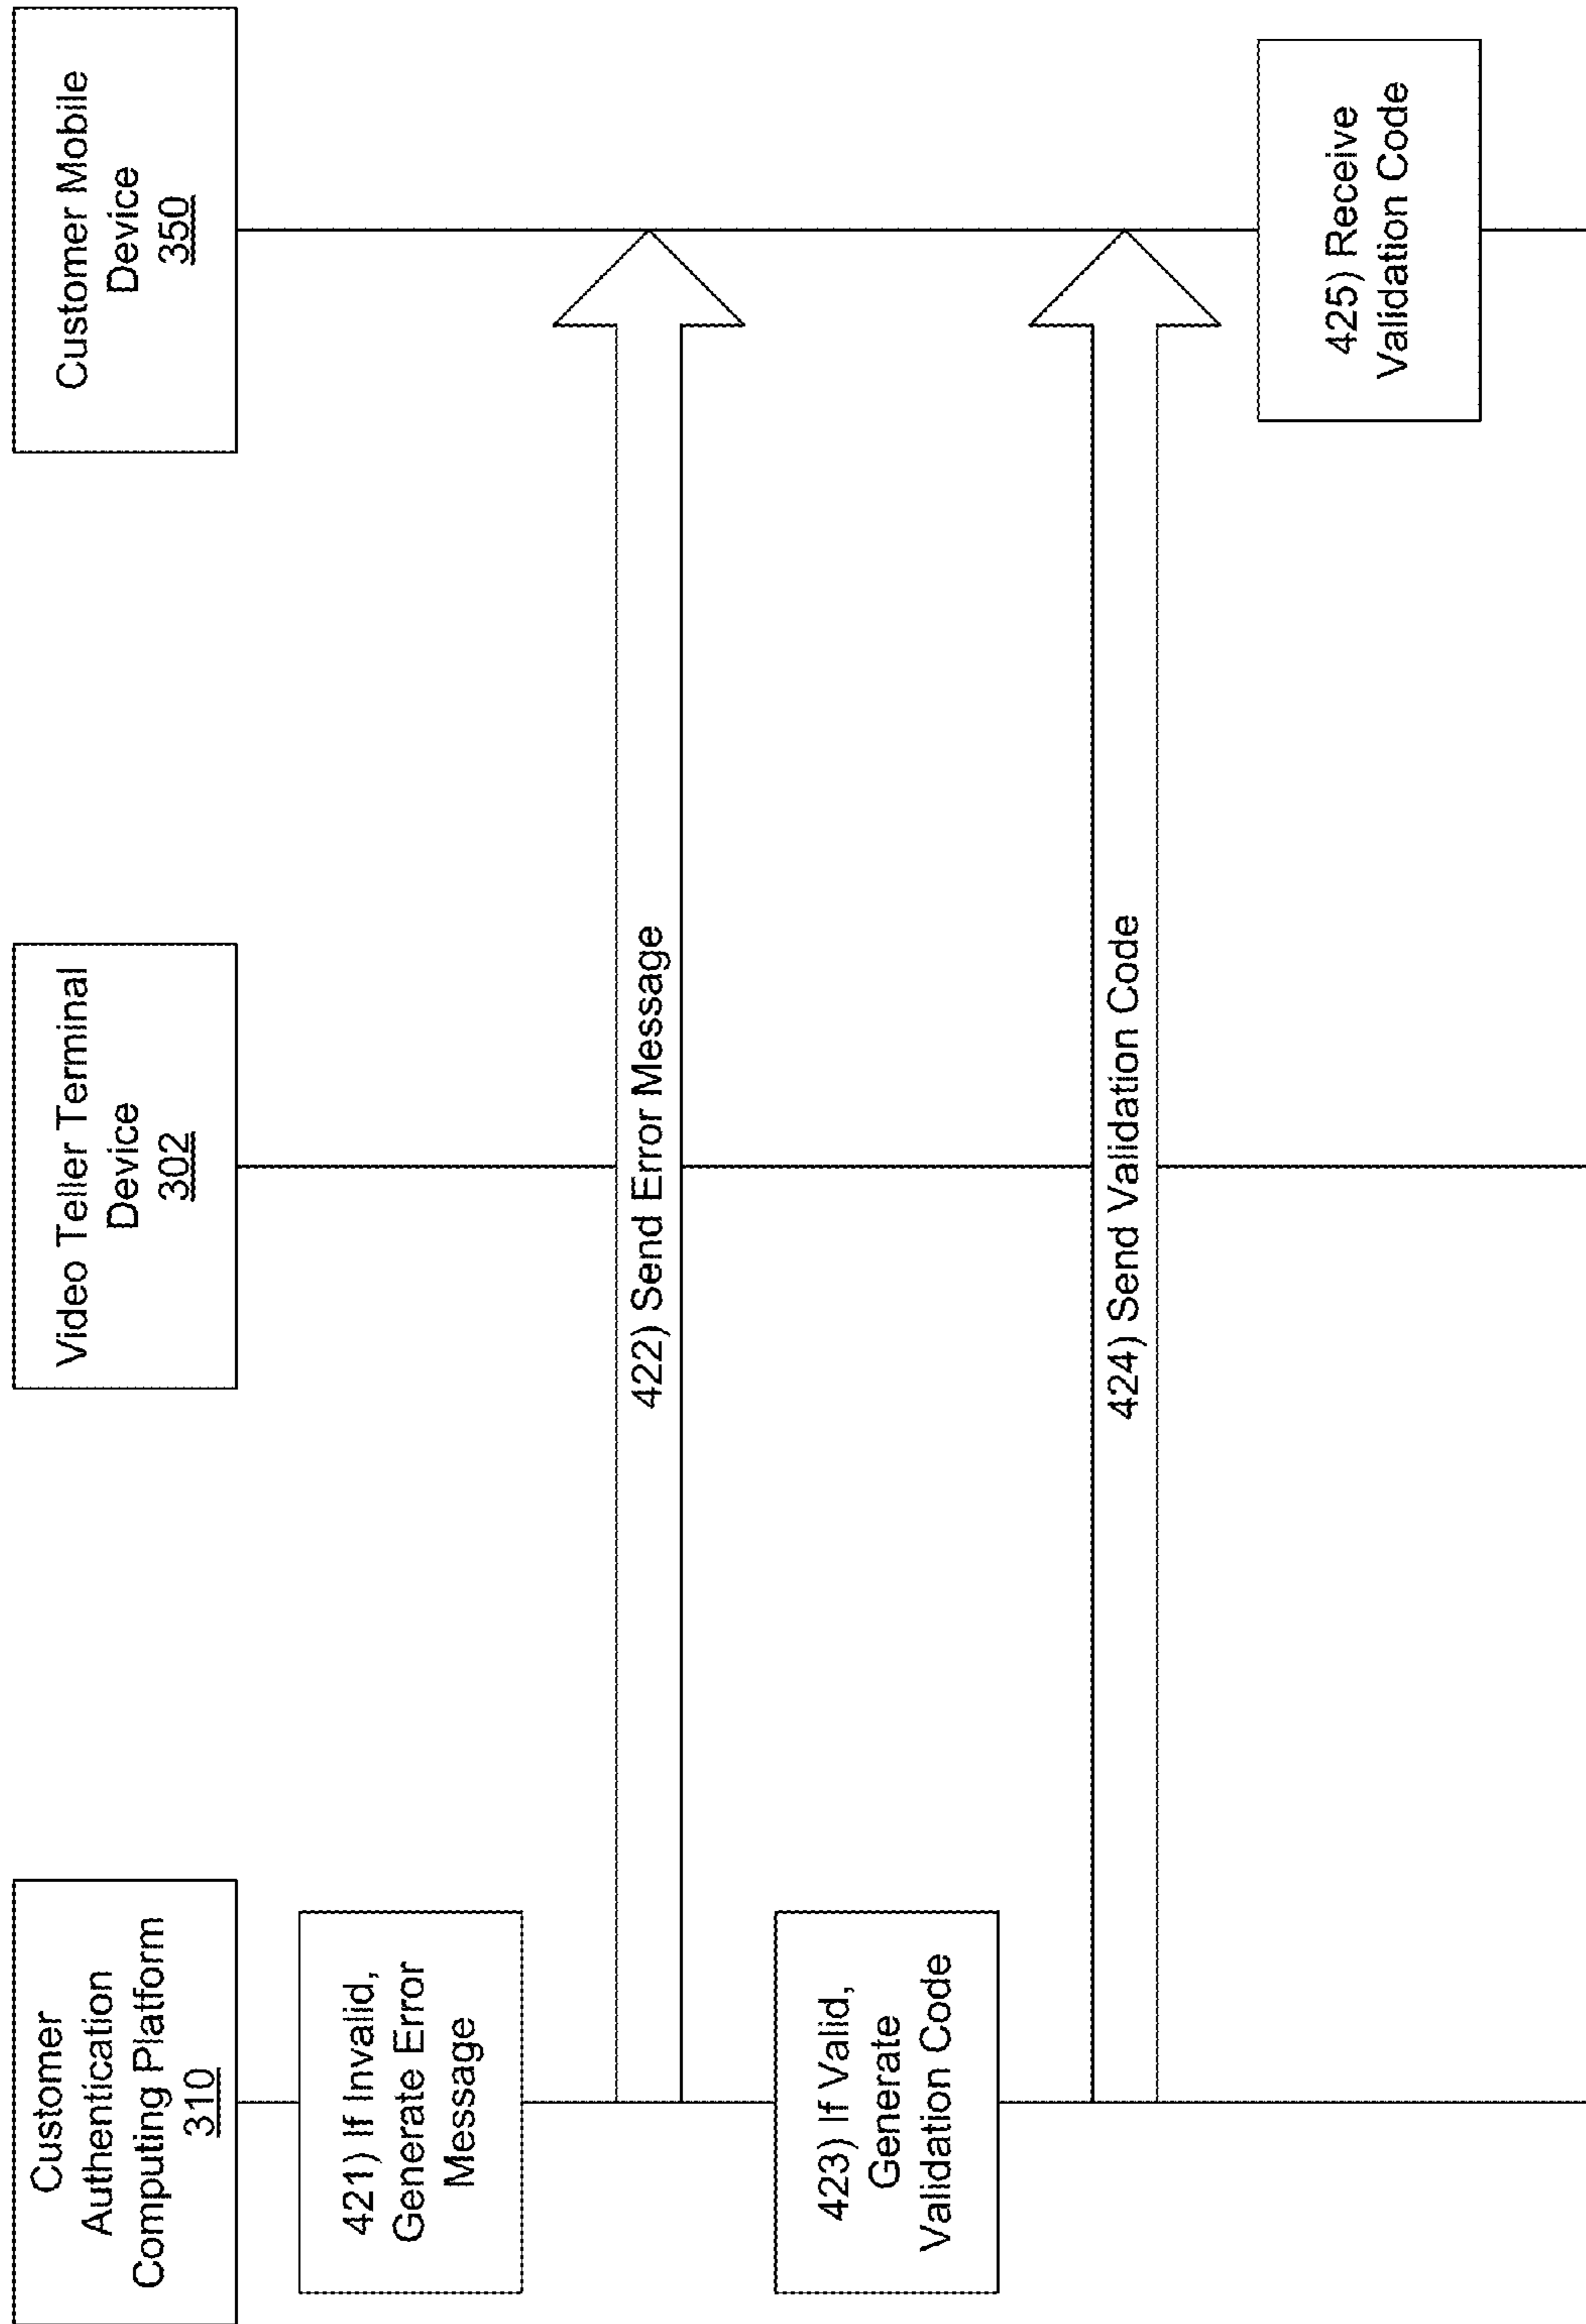 Customer
Authentication
Computing Platform
310
Video Teller Terminal
Device
302
Customer Mobile
Device
350
421) If Invalid,
Generate Error
Message
422) Send Error Message
423) If Valid,
Generate
Validation Code
424) Send Validation Code
425) Receive
Validation Code